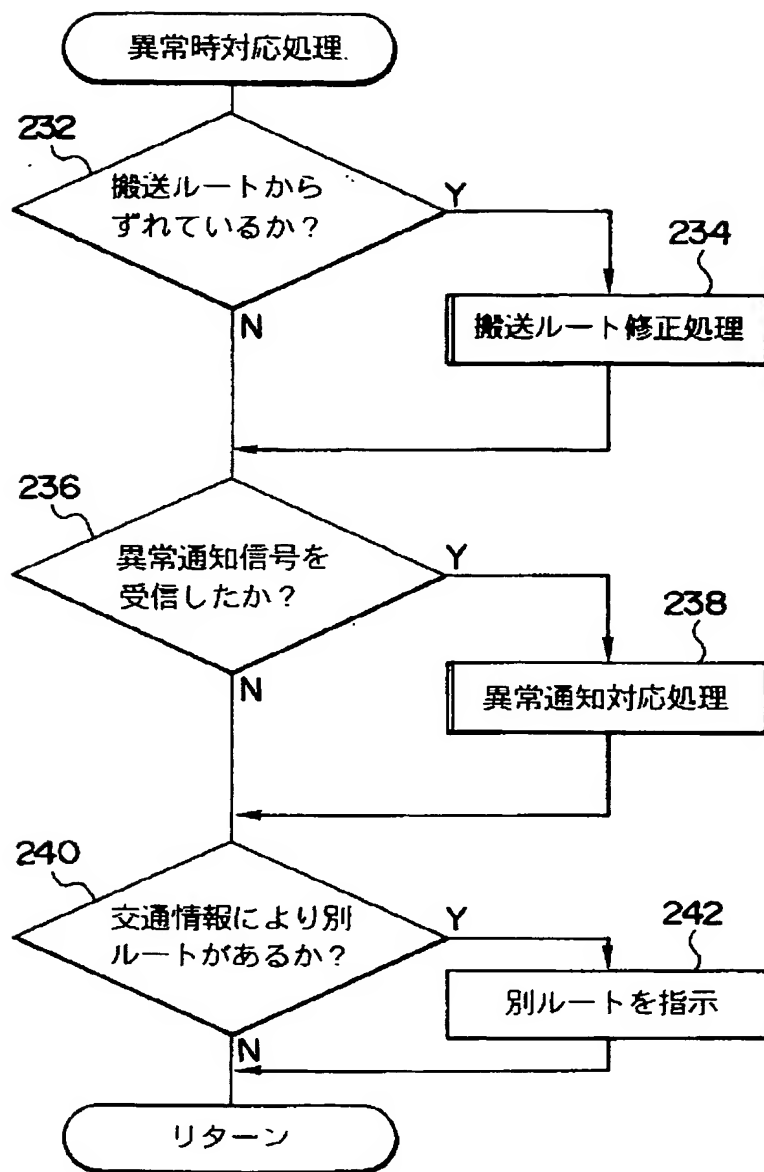 異常時対応処理
232
搬送ルートから
ずれているか?
Y
234
搬送ルート修正処理
N
236
異常通知信号を
受信したか?
Y
238
異常通知対応処理
N
240
交通情報により別
ルートがあるか?
Y
242
別ルートを指示
N
リターン